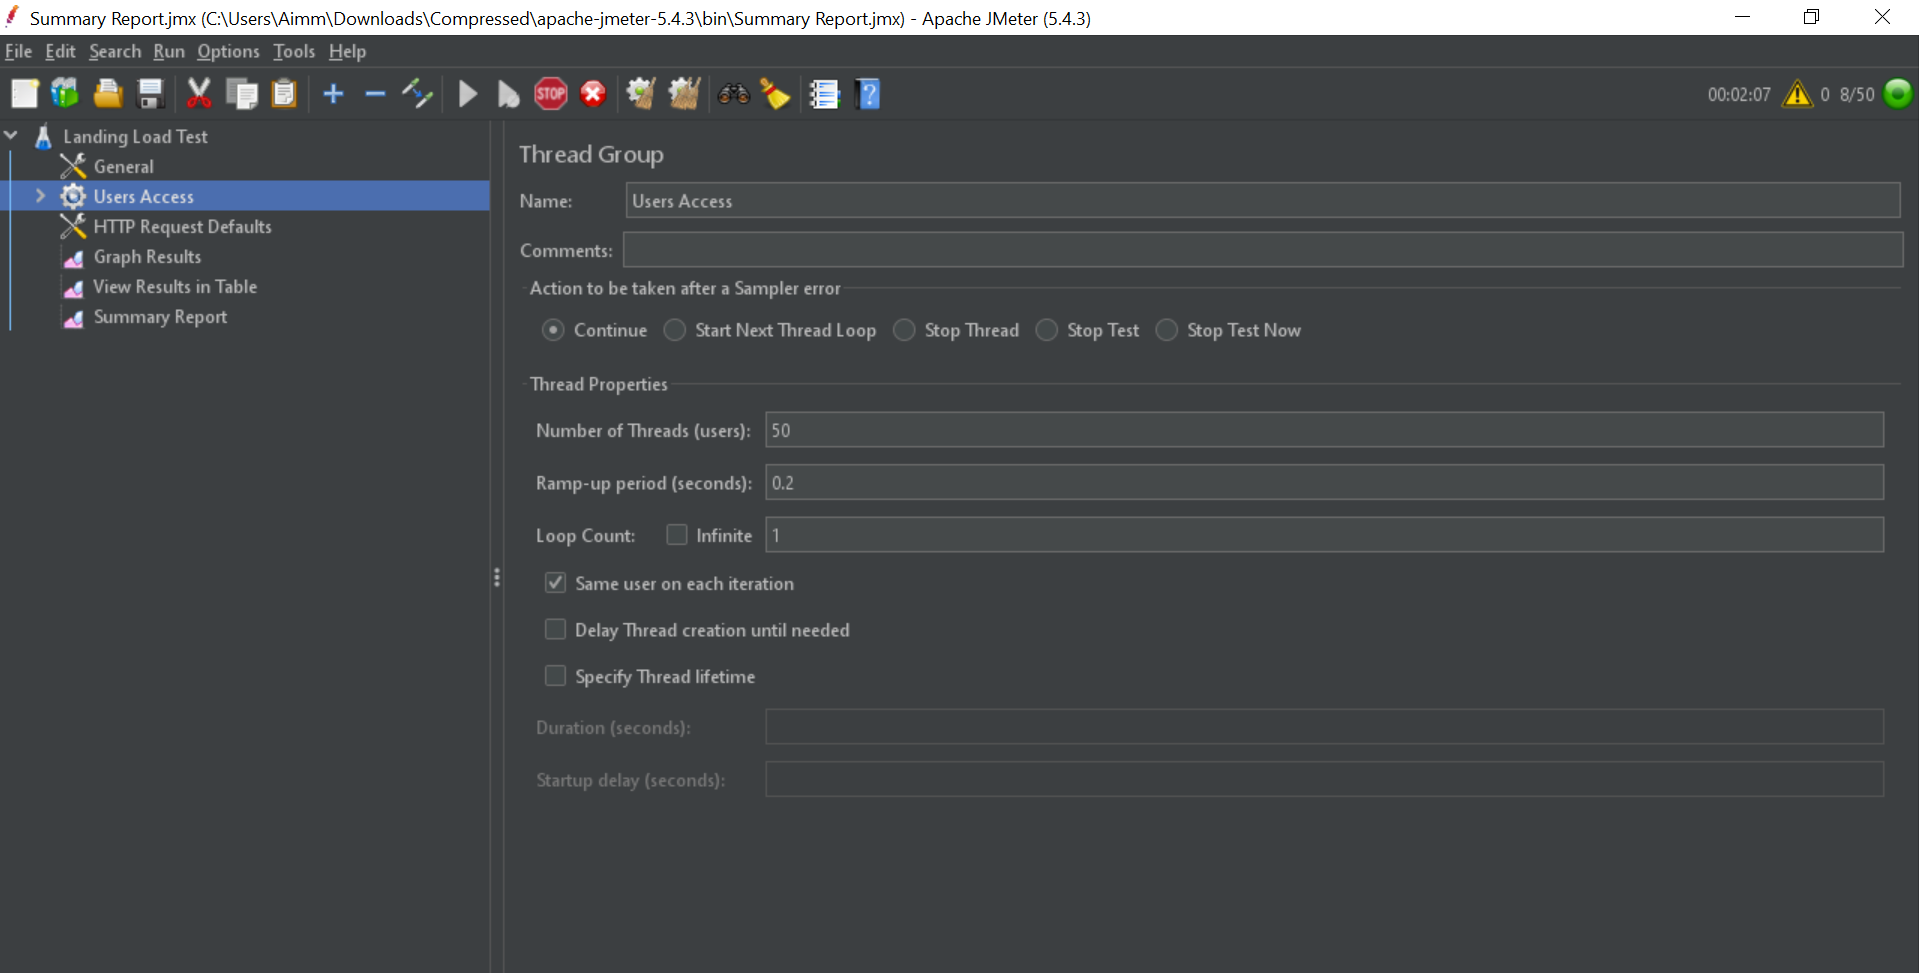 Summary Report.jmx (C:\Users\Aimm\Downloads\Compressed\apache-jmeter-5.4.3\bin\Summary Report.jmx) - Apache JMeter (5.4.3)
File Edit Search Run Options Tools Help
STOP ? 00:02:07 0 8/50
Landing Load Test
General
Users Access
HTTP Request Defaults
Graph Results
View Results in Table
Summary Report
Thread Group
Name: Users Access
Comments:
Action to be taken after a Sampler error
Continue Start Next Thread Loop Stop Thread Stop Test Stop Test Now
Thread Properties
Number of Threads (users): 50
Ramp-up period (seconds): 0.2
Loop Count: Infinite 1
Same user on each iteration
Delay Thread creation until needed
Specify Thread lifetime
Duration (seconds):
Startup delay (seconds):